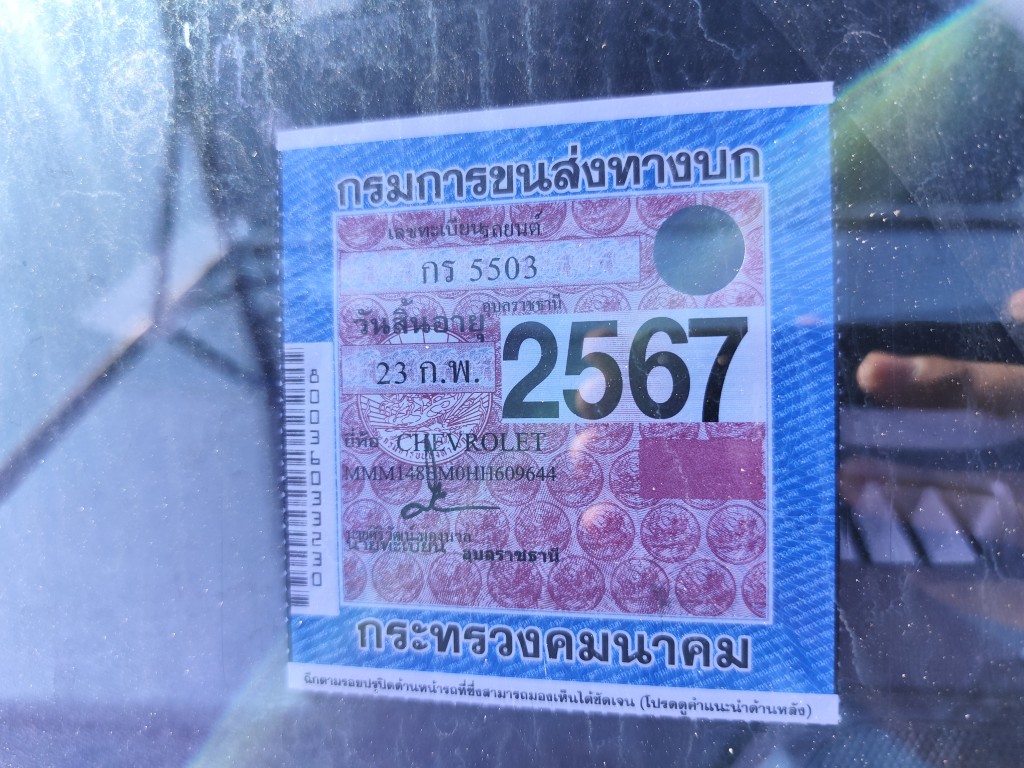 กรมการขนส่งทางบก
เลขทะเบียนรถยนต์
กร 5503
อุบลราชธานี
วันสิ้นอายุ
2567
23 ก.พ.
ยี่ห้อ CHEVROLET
MMM148EM0HH609644
นายทะเบียน อุบลราชธานี
8000360332230
กระทรวงคมนาคม
ฉีกตามรอยปรุปิดด้านหน้ารถที่ซึ่งสามารถมองเห็นได้ชัดเจน (โปรดดูคำแนะนำด้านหลัง)